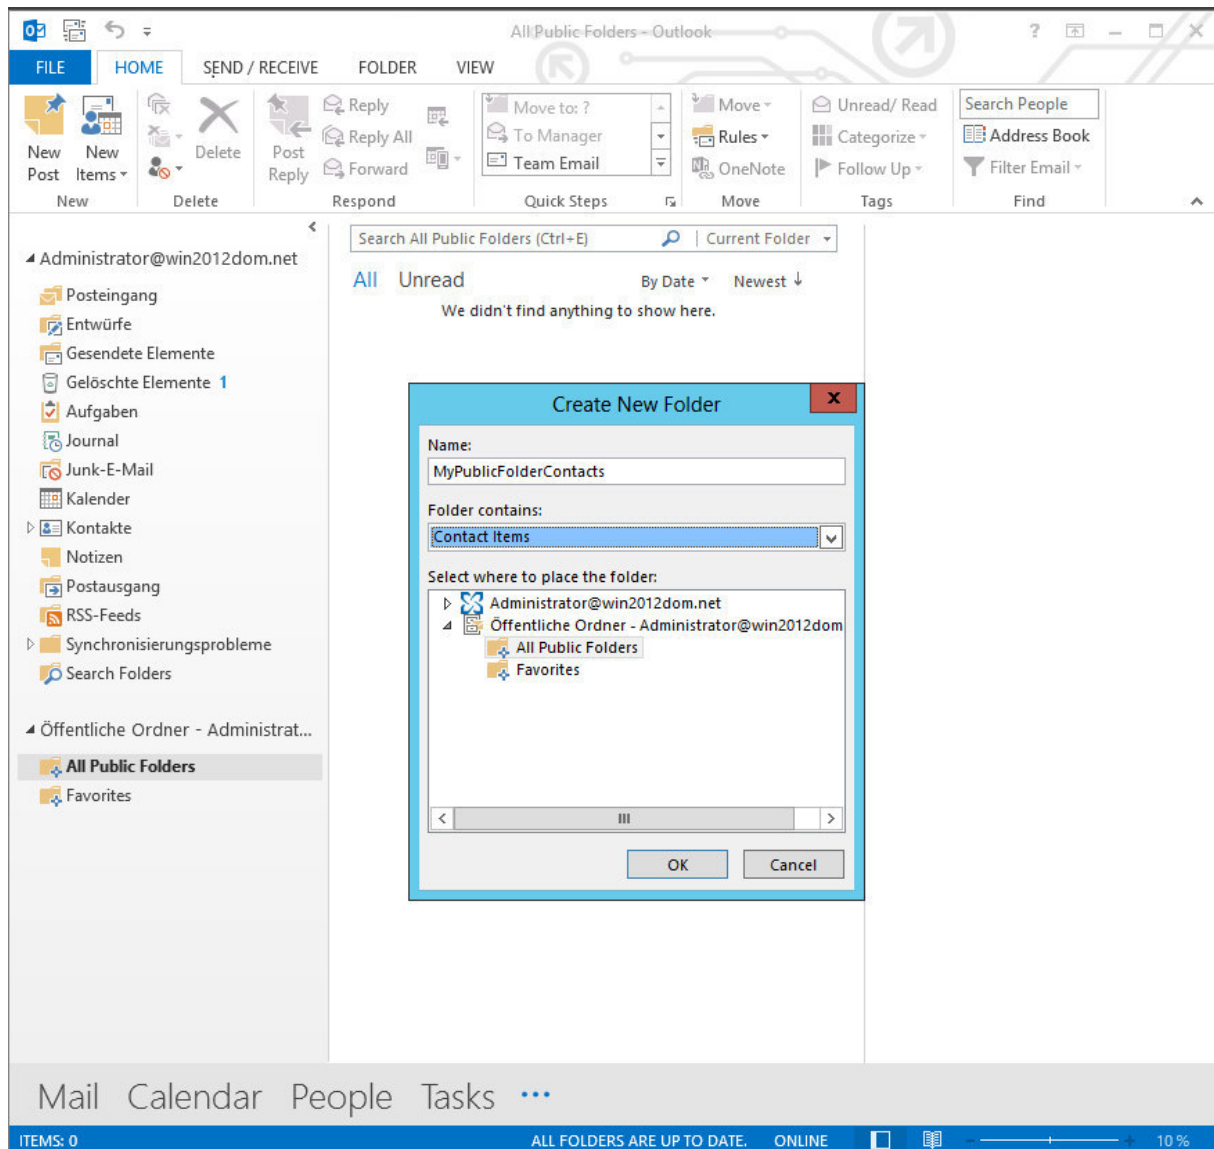 All Public Folders - Outlook
FILE HOME SEND / RECEIVE FOLDER VIEW
New Post
New Items
Delete
Post Reply
Reply
Reply All
Forward
Move to: ?
To Manager
Team Email
Move
Rules
OneNote
Unread/ Read
Categorize
Follow Up
Search People
Address Book
Filter Email
New Delete Respond Quick Steps Move Tags Find
Administrator@win2012dom.net
Posteingang
Entwürfe
Gesendete Elemente
Gelöschte Elemente 1
Aufgaben
Journal
Junk-E-Mail
Kalender
Kontakte
Notizen
Postausgang
RSS-Feeds
Synchronisierungsprobleme
Search Folders
Öffentliche Ordner - Administrat...
All Public Folders
Favorites
Search All Public Folders (Ctrl+E) Current Folder
All Unread By Date Newest
We didn't find anything to show here.
Create New Folder
Name:
MyPublicFolderContacts
Folder contains:
Contact Items
Select where to place the folder:
Administrator@win2012dom.net
Öffentliche Ordner - Administrator@win2012dom
All Public Folders
Favorites
OK Cancel
Mail Calendar People Tasks ...
ITEMS: 0 ALL FOLDERS ARE UP TO DATE. ONLINE 10 %